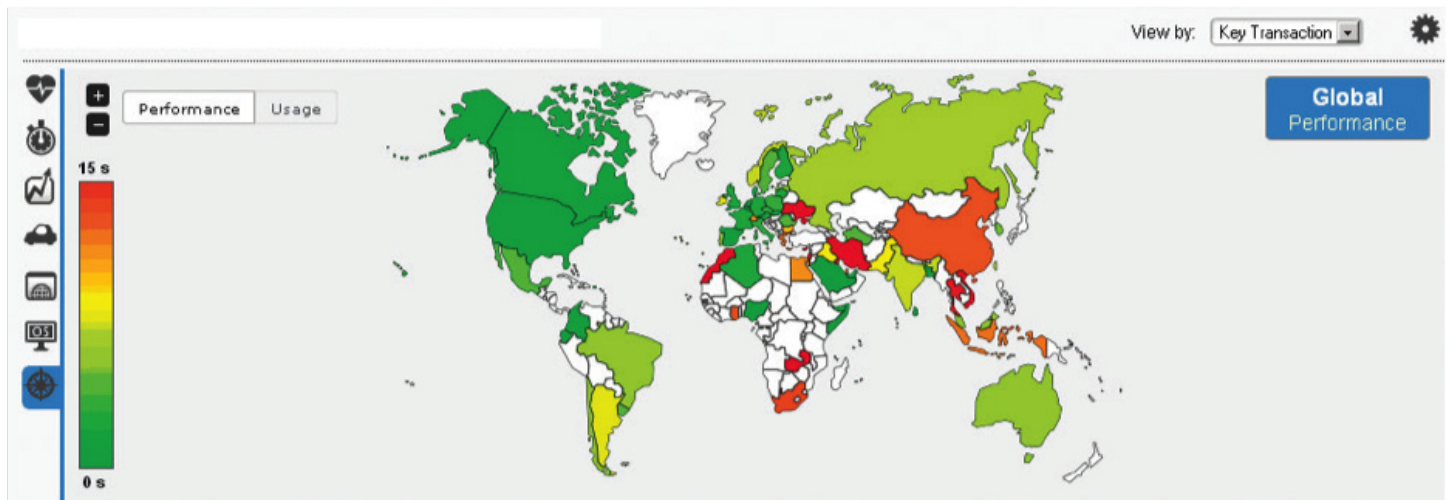 View by: Key Transaction
+
Performance Usage
−
Global
Performance
15 s
OS
0 s